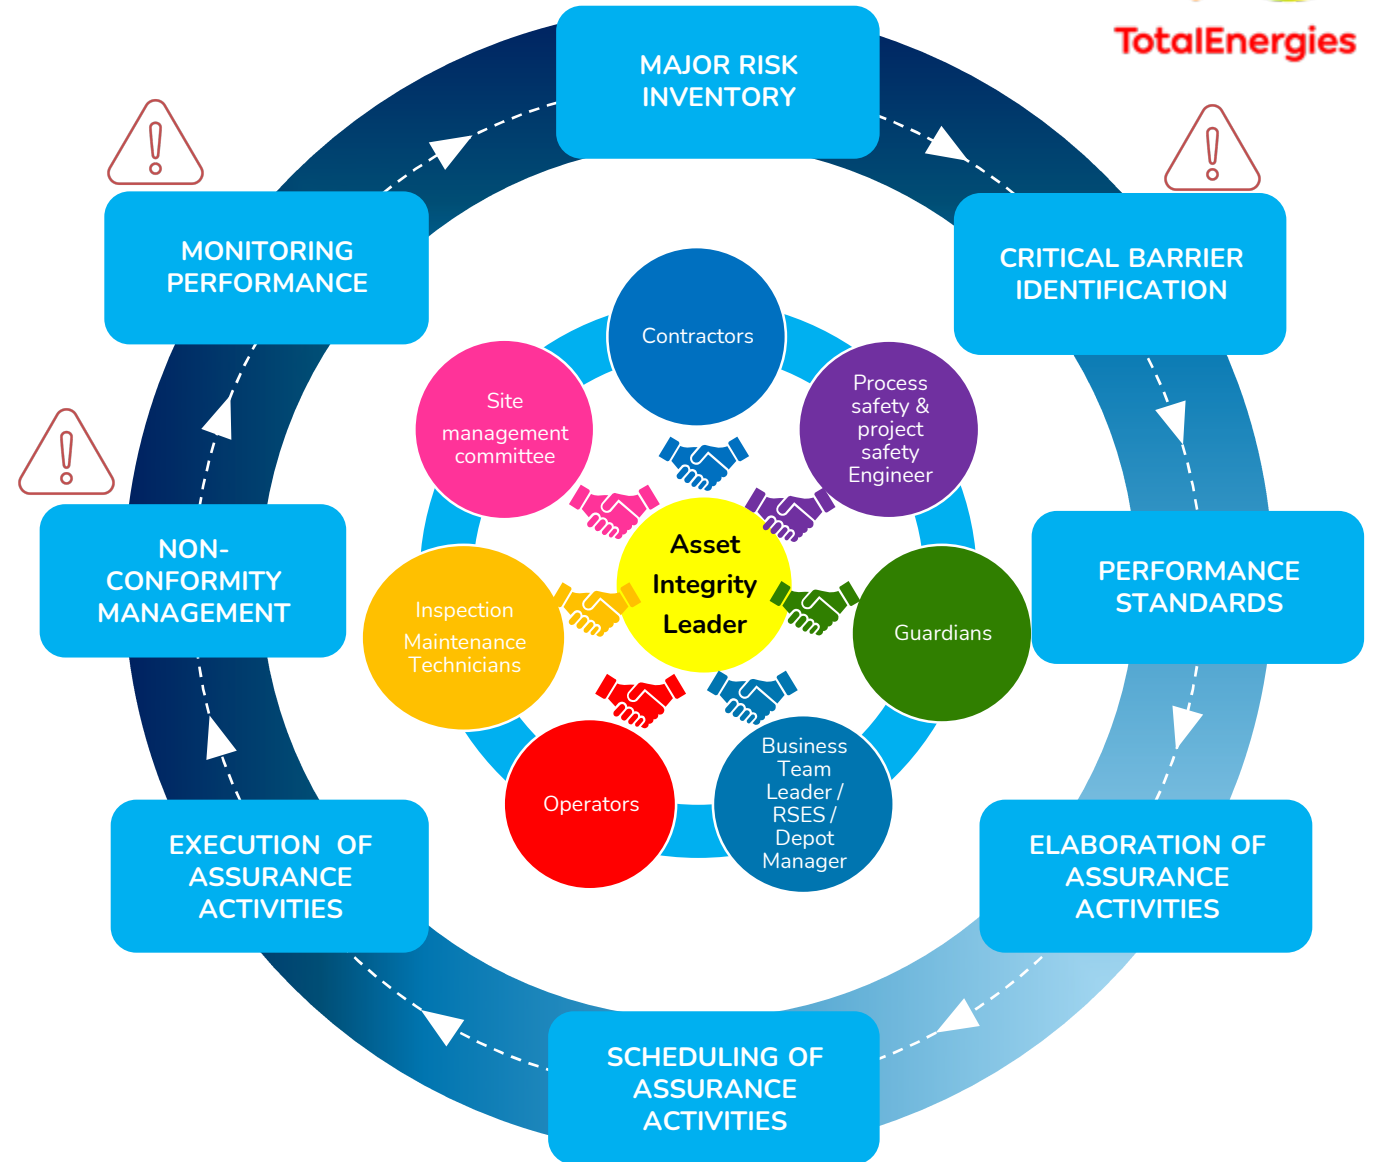 TotalEnergies
MAJOR RISK
INVENTORY
MONITORING
PERFORMANCE
CRITICAL BARRIER
IDENTIFICATION
Contractors
Site
management
committee
Process
safety &
project
safety
Engineer
Asset
Integrity
Leader
NON-
CONFORMITY
MANAGEMENT
PERFORMANCE
STANDARDS
Inspection
Maintenance
Technicians
Guardians
Operators
Business
Team
Leader /
RSES /
Depot
Manager
EXECUTION OF
ASSURANCE
ACTIVITIES
ELABORATION OF
ASSURANCE
ACTIVITIES
SCHEDULING OF
ASSURANCE
ACTIVITIES